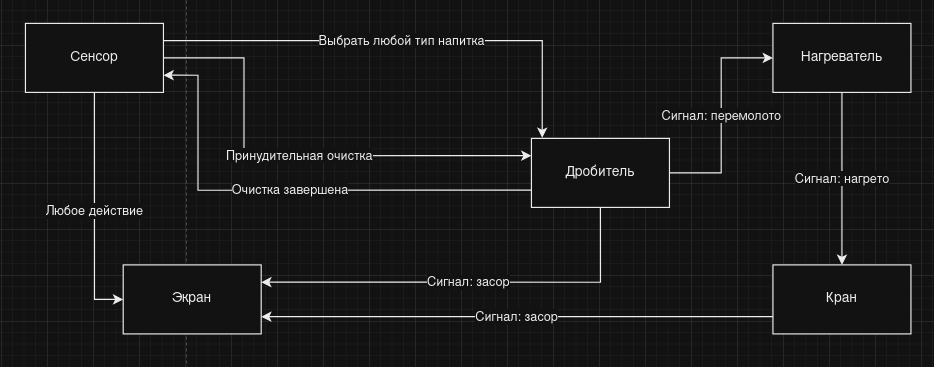 Сенсор
Выбрать любой тип напитка
Нагреватель
Сигнал: перемолото
Принудительная очистка
Дробитель
Сигнал: нагрето
Очистка завершена
Любое действие
Сигнал: засор
Экран
Кран
Сигнал: засор